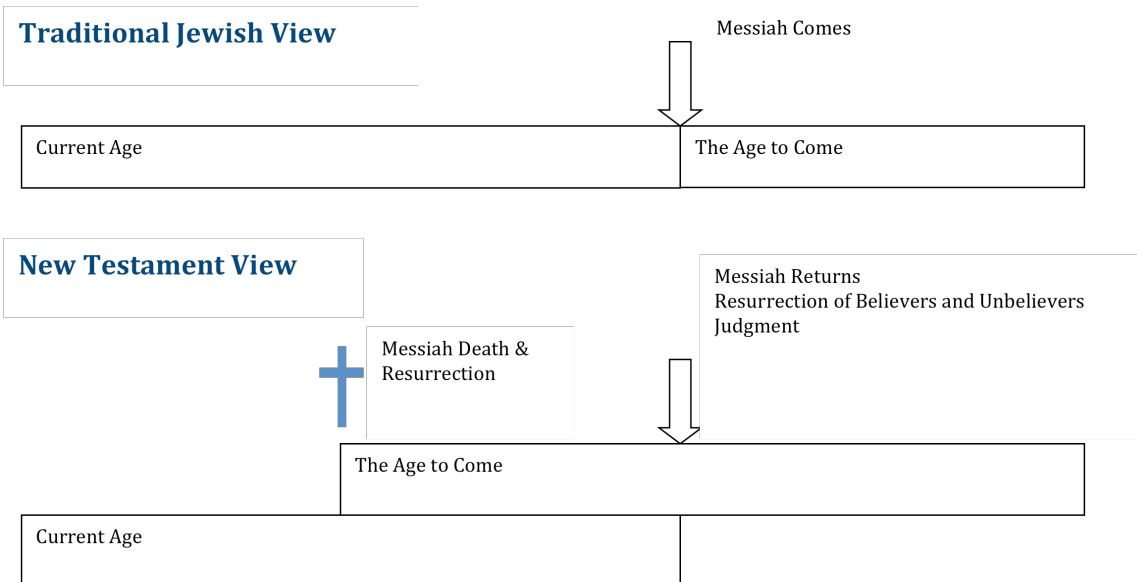 Traditional Jewish View
Messiah Comes
Current Age
The Age to Come
New Testament View
Messiah Returns
Resurrection of Believers and Unbelievers
Judgment
Messiah Death &
Resurrection
The Age to Come
Current Age